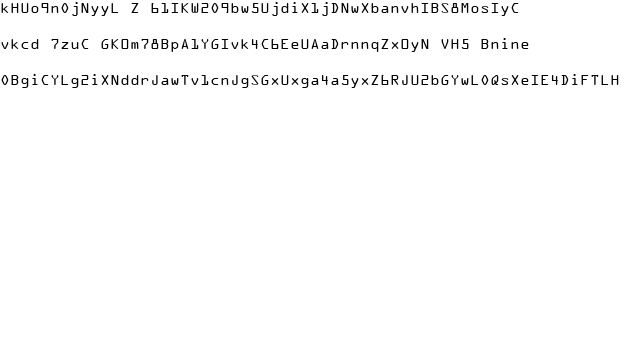 kHUo9n0jNyyL Z 61IKW209bw5UjdiX1jDNwXbanvhIBS8MosIyC
vkcd 7zuC GKOm78BpA1YGIvk4C6EeUAaDrnnqZxOyN VH5 Bnine
0BgiCYLg2iXNddrJawTv1cnJgSGxUxga4a5yxZ6RJU2bGYwL0QsXeIE4DiFTLH